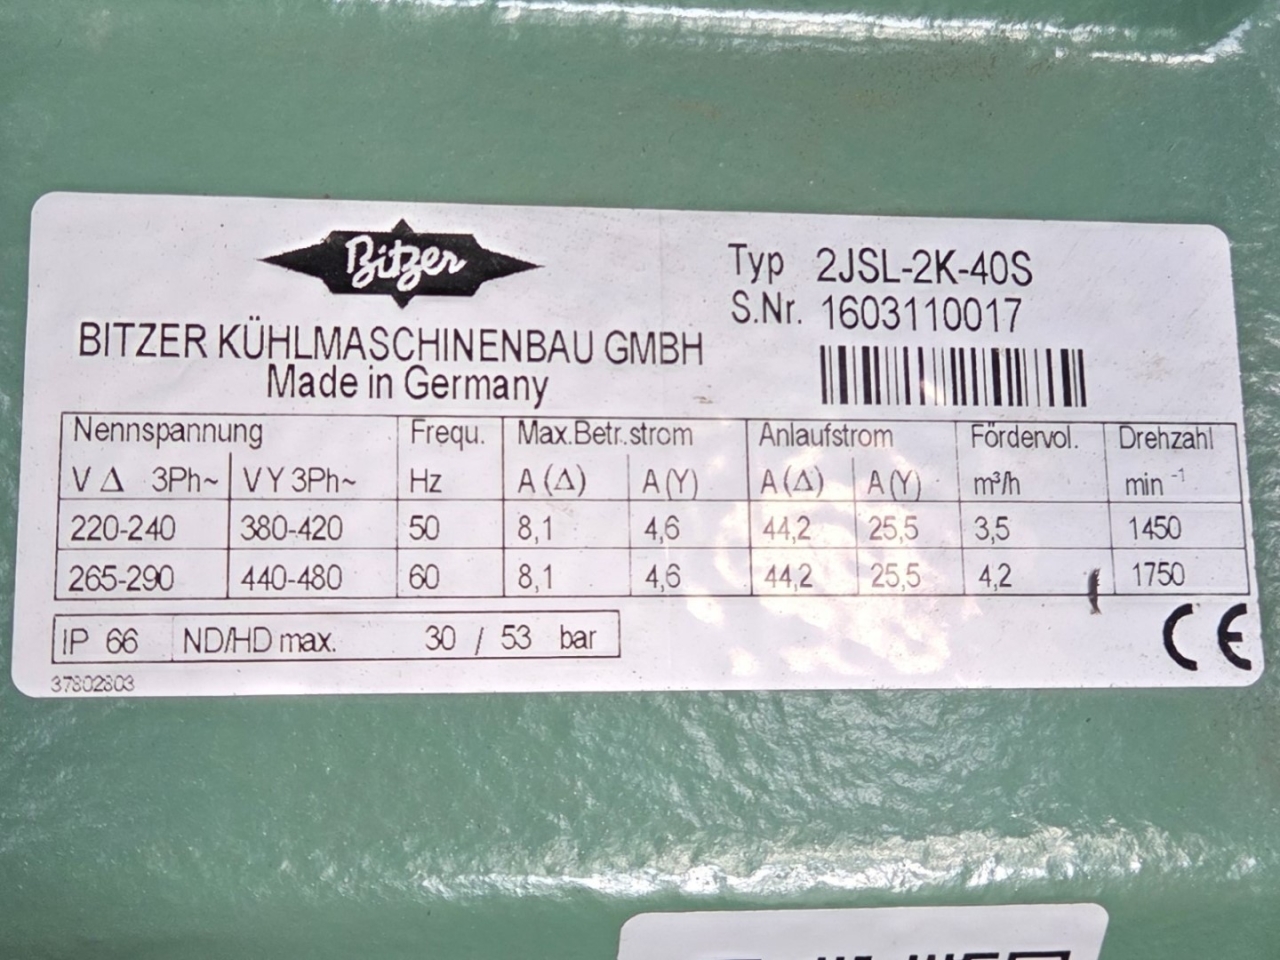 Bitzer
BITZER KÜHLMASCHINENBAU GMBH
Made in Germany
Typ 2JSL-2K-40S
S.Nr. 1603110017
Nennspannung Frequ. Max.Betr.strom Anlaufstrom Fördervol. Drehzahl
V Δ 3Ph~ V Y 3Ph~ Hz A (Δ) A (Y) A (Δ) A (Y) m³/h min⁻¹
220-240 380-420 50 8,1 4,6 44,2 25,5 3,5 1450
265-290 440-480 60 8,1 4,6 44,2 25,5 4,2 1750
IP 66 ND/HD max. 30 / 53 bar
CE
37802803